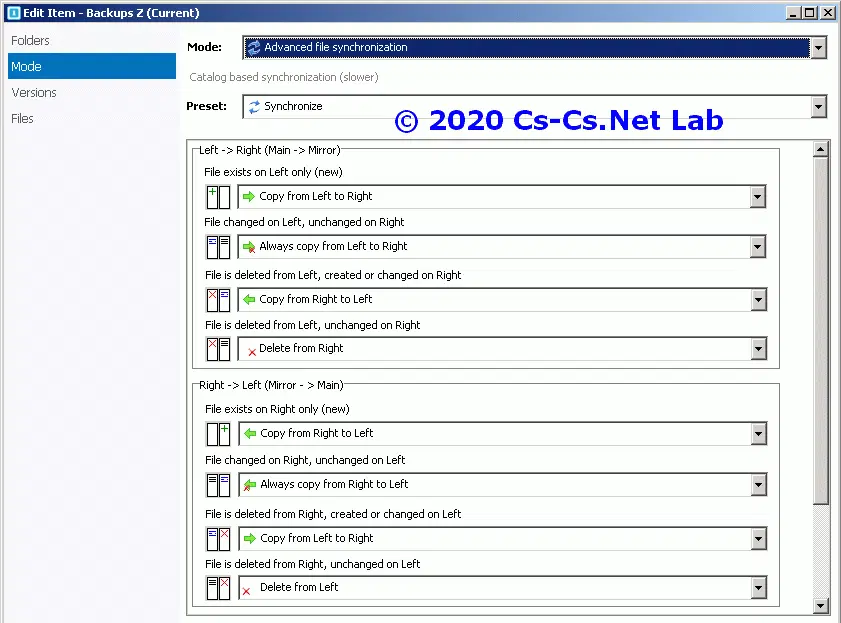 Edit Item - Backups Z (Current)
Folders
Mode
Versions
Files
Mode: Advanced file synchronization
Catalog based synchronization (slower)
Preset: Synchronize
© 2020 Cs-Cs.Net Lab
Left -> Right (Main -> Mirror)
File exists on Left only (new)
Copy from Left to Right
File changed on Left, unchanged on Right
Always copy from Left to Right
File is deleted from Left, created or changed on Right
Copy from Right to Left
File is deleted from Left, unchanged on Right
Delete from Right
Right -> Left (Mirror - > Main)
File exists on Right only (new)
Copy from Right to Left
File changed on Right, unchanged on Left
Always copy from Right to Left
File is deleted from Right, created or changed on Left
Copy from Left to Right
File is deleted from Right, unchanged on Left
Delete from Left